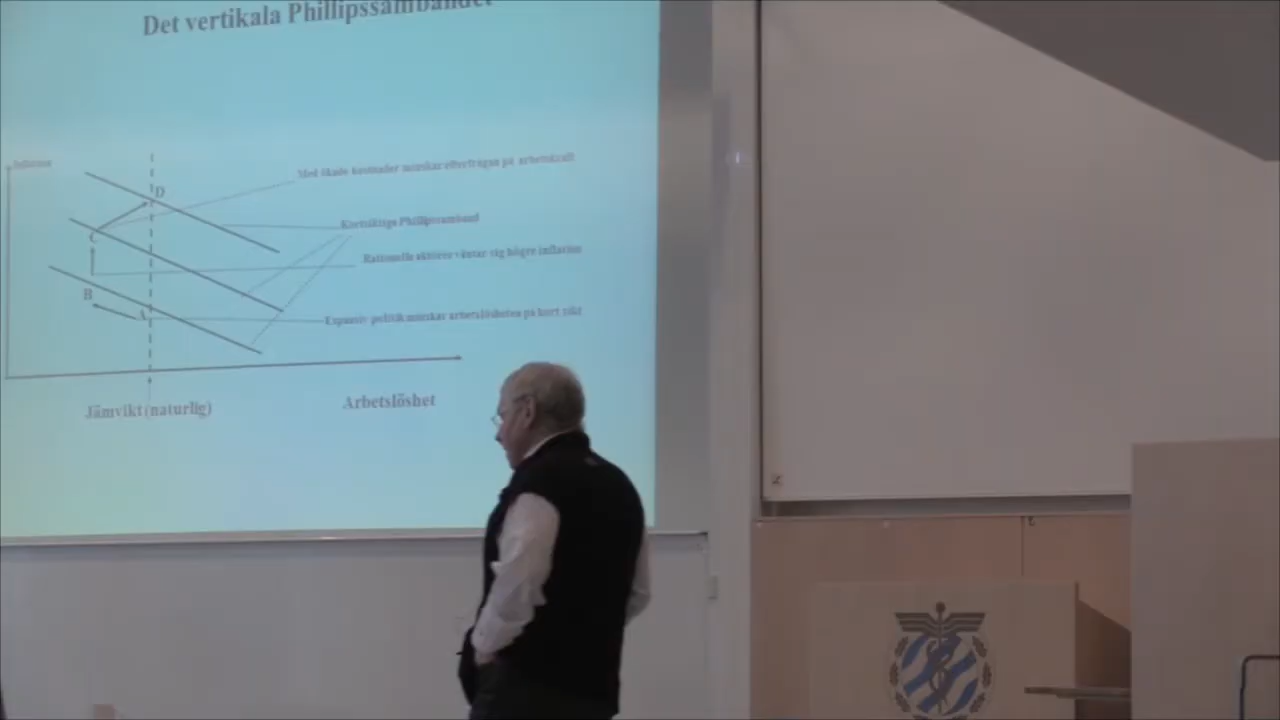 Det vertikala Phillipssambandet
Inflation
Med ökade kostnader minskar efterfrågan på arbetskraft
D
Kortsiktiga Phillipssamband
C
Rationella aktörer väntar sig högre inflation
B
A
Expansiv politik minskar arbetslösheten på kort sikt
Jämvikt (naturlig)
Arbetslöshet